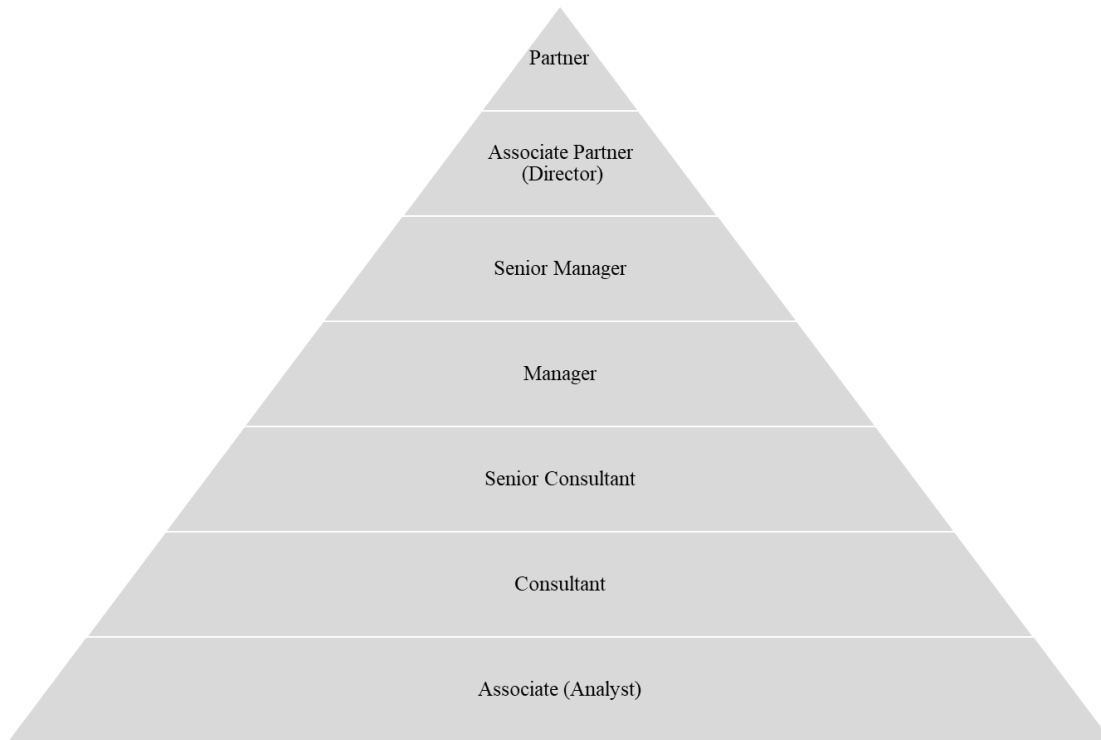 Partner
Associate Partner
(Director)
Senior Manager
Manager
Senior Consultant
Consultant
Associate (Analyst)